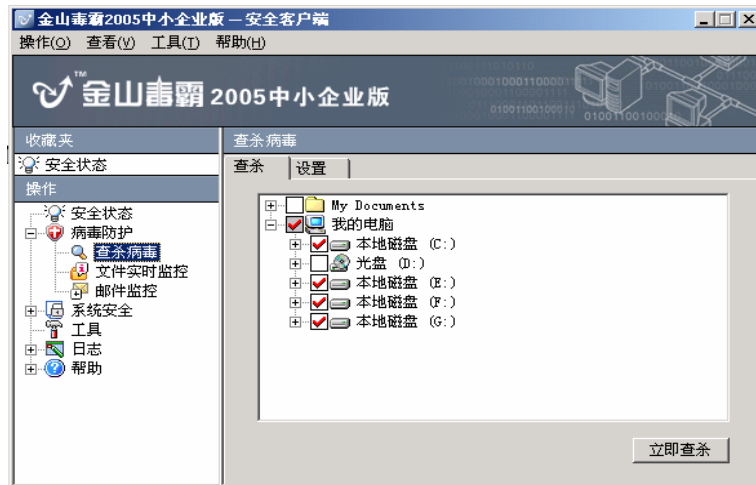 金山毒霸2005中小企业版 — 安全客户端
操作(O) 查看(V) 工具(T) 帮助(H)
TM
金山毒霸 2005中小企业版
收藏夹
安全状态
操作
安全状态
病毒防护
查杀病毒
文件实时监控
邮件监控
系统安全
工具
日志
帮助
查杀病毒
查杀 设置
My Documents
我的电脑
本地磁盘 (C:)
光盘 (D:)
本地磁盘 (E:)
本地磁盘 (F:)
本地磁盘 (G:)
立即查杀